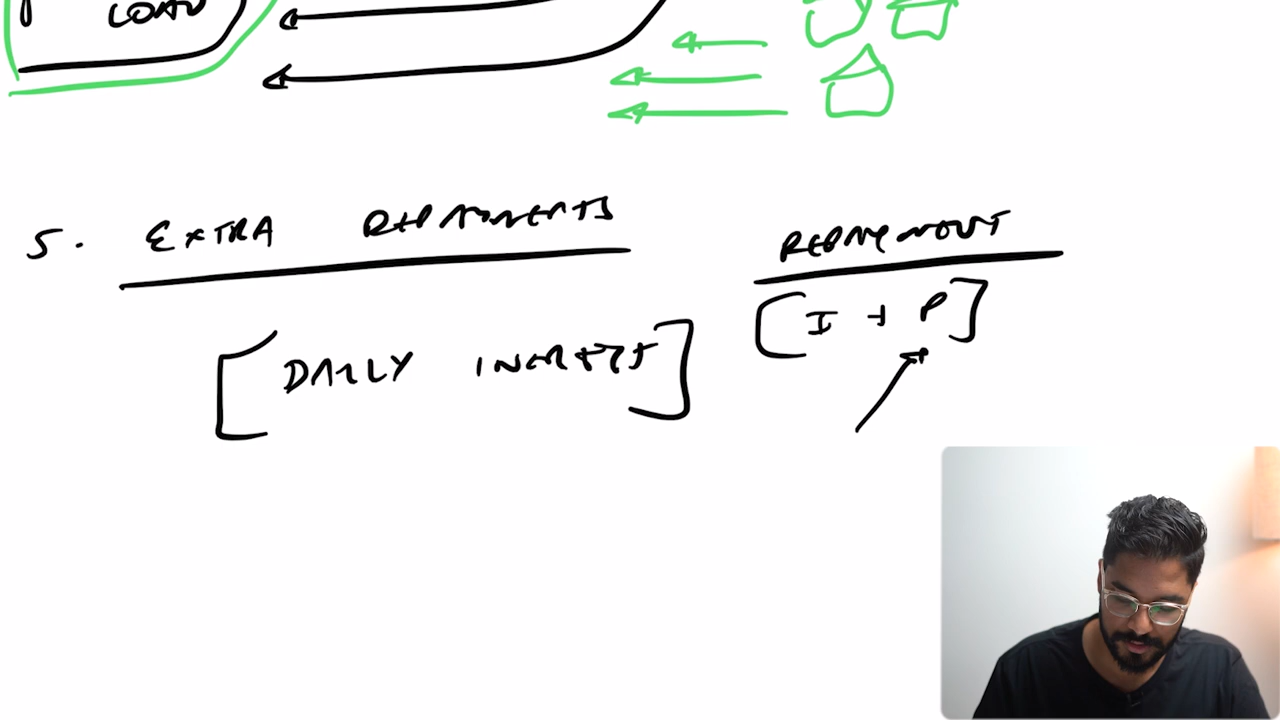 LOAN
5. EXTRA REPAYMENTS
REPAYMENT
[I + P]
[DAILY INTEREST]